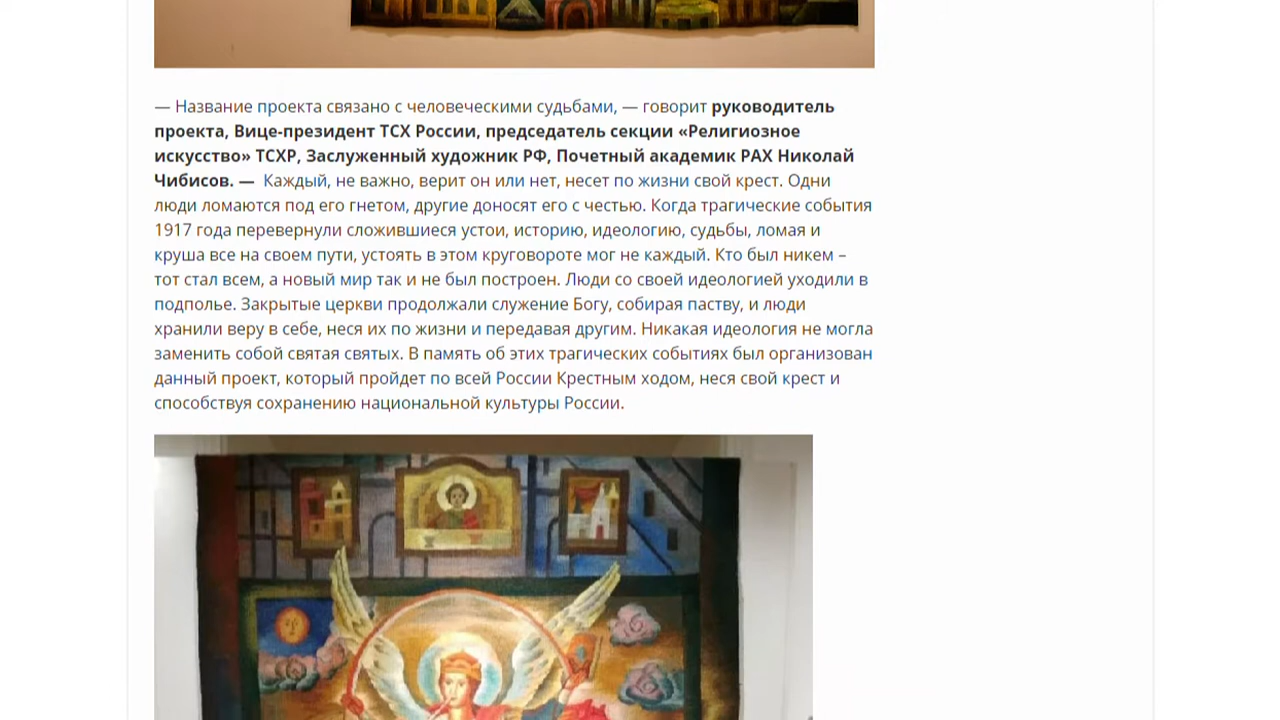 — Название проекта связано с человеческими судьбами, — говорит руководитель
проекта, Вице-президент ТСХ России, председатель секции «Религиозное
искусство» ТСХР, Заслуженный художник РФ, Почетный академик РАХ Николай
Чибисов. — Каждый, не важно, верит он или нет, несет по жизни свой крест. Одни
люди ломаются под его гнетом, другие доносят его с честью. Когда трагические события
1917 года перевернули сложившиеся устои, историю, идеологию, судьбы, ломая и
круша все на своем пути, устоять в этом круговороте мог не каждый. Кто был никем –
тот стал всем, а новый мир так и не был построен. Люди со своей идеологией уходили в
подполье. Закрытые церкви продолжали служение Богу, собирая паству, и люди
хранили веру в себе, неся их по жизни и передавая другим. Никакая идеология не могла
заменить собой святая святых. В память об этих трагических событиях был организован
данный проект, который пройдет по всей России Крестным ходом, неся свой крест и
способствуя сохранению национальной культуры России.